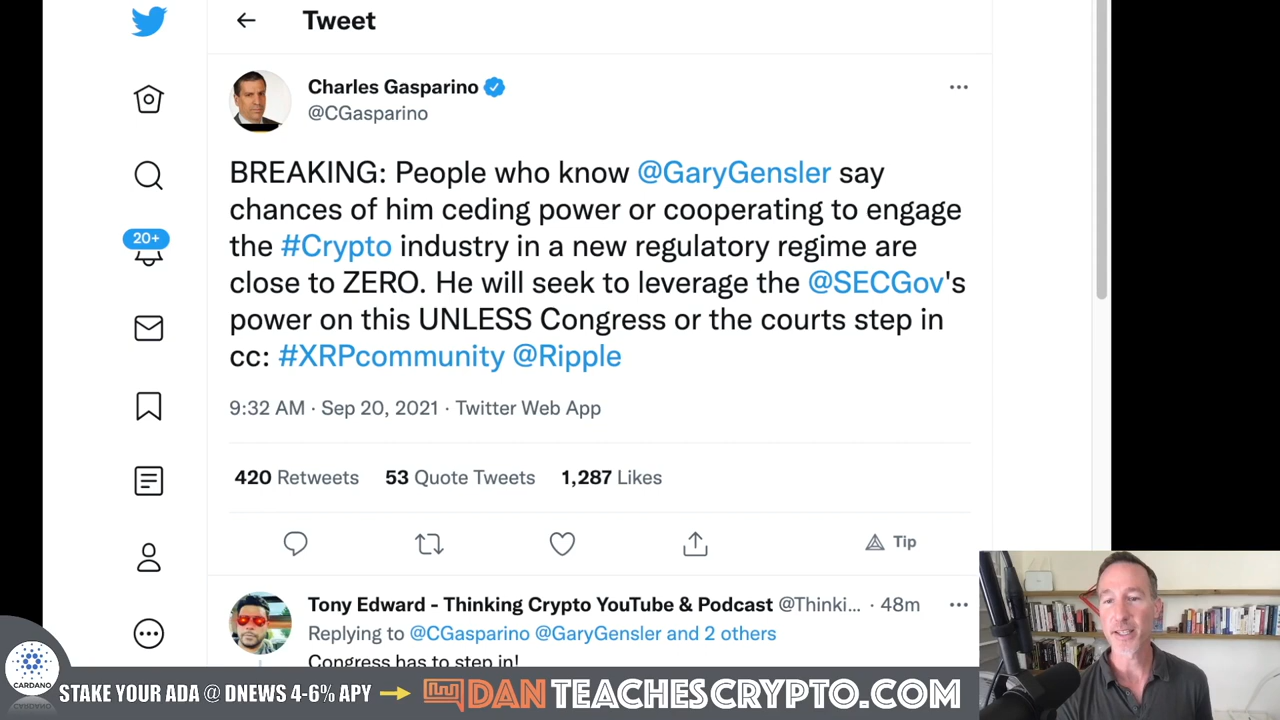 Tweet
Charles Gasparino
@CGasparino
BREAKING: People who know @GaryGensler say
chances of him ceding power or cooperating to engage
the #Crypto industry in a new regulatory regime are
close to ZERO. He will seek to leverage the @SECGov's
power on this UNLESS Congress or the courts step in
cc: #XRPcommunity @Ripple
9:32 AM · Sep 20, 2021 · Twitter Web App
420 Retweets 53 Quote Tweets 1,287 Likes
Tip
20+
Tony Edward - Thinking Crypto YouTube & Podcast @Thinki... · 48m
Replying to @CGasparino @GaryGensler and 2 others
Congress has to step in!
CARDANO
STAKE YOUR ADA @ DNEWS 4-6% APY → DANTEACHESCRYPTO.COM